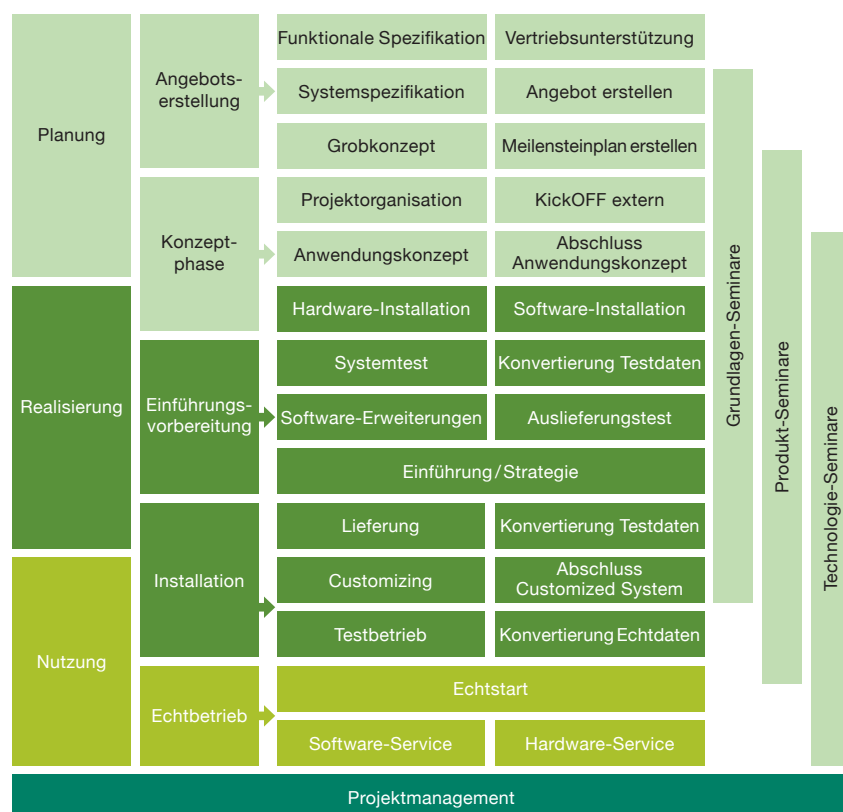 Planung
Angebots-
erstellung
Funktionale Spezifikation
Vertriebsunterstützung
Systemspezifikation
Angebot erstellen
Grobkonzept
Meilensteinplan erstellen
Konzept-
phase
Projektorganisation
KickOFF extern
Anwendungskonzept
Abschluss
Anwendungskonzept
Hardware-Installation
Software-Installation
Realisierung
Einführungs-
vorbereitung
Systemtest
Konvertierung Testdaten
Software-Erweiterungen
Auslieferungstest
Einführung/Strategie
Installation
Lieferung
Konvertierung Testdaten
Customizing
Abschluss
Customized System
Testbetrieb
Konvertierung Echtdaten
Nutzung
Echtbetrieb
Echtstart
Software-Service
Hardware-Service
Grundlagen-Seminare
Produkt-Seminare
Technologie-Seminare
Projektmanagement